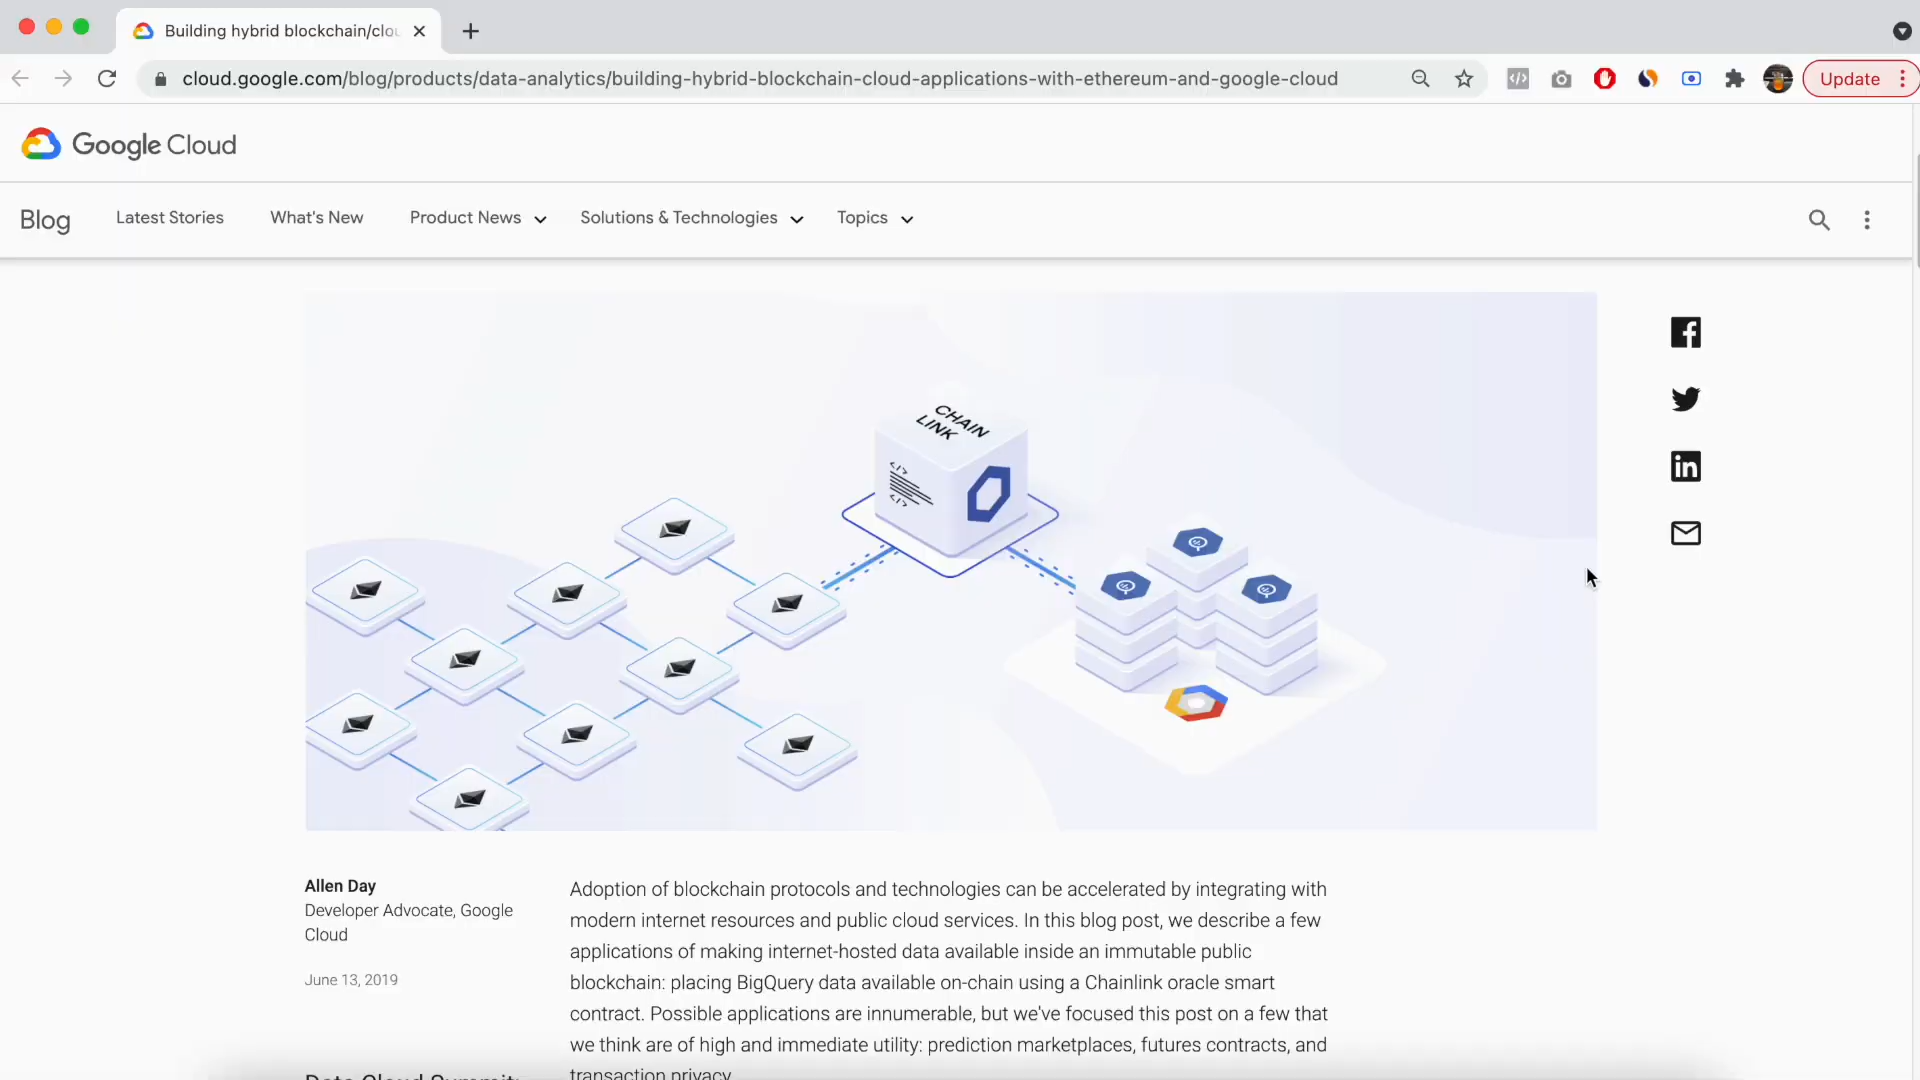 Building hybrid blockchain/clou
cloud.google.com/blog/products/data-analytics/building-hybrid-blockchain-cloud-applications-with-ethereum-and-google-cloud
Update
Google Cloud
Blog
Latest Stories
What's New
Product News
Solutions & Technologies
Topics
CHAIN
LINK
</>
</>
Allen Day
Developer Advocate, Google
Cloud
June 13, 2019
Adoption of blockchain protocols and technologies can be accelerated by integrating with
modern internet resources and public cloud services. In this blog post, we describe a few
applications of making internet-hosted data available inside an immutable public
blockchain: placing BigQuery data available on-chain using a Chainlink oracle smart
contract. Possible applications are innumerable, but we've focused this post on a few that
we think are of high and immediate utility: prediction marketplaces, futures contracts, and
transaction privacy.
Data Cloud Summit: